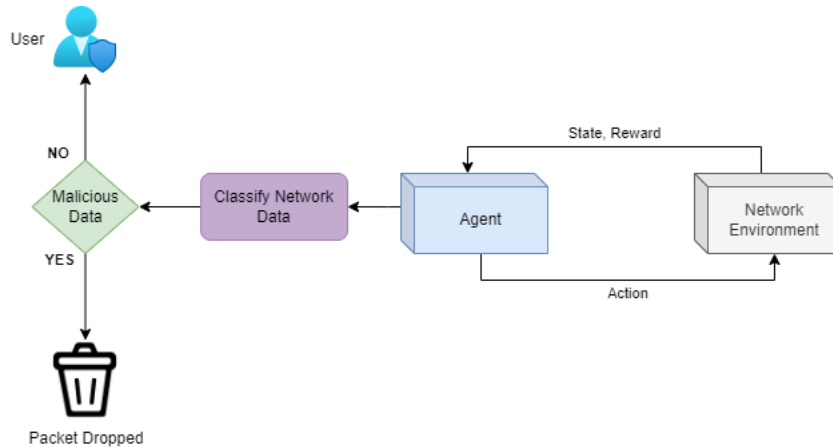 User
State, Reward
NO
Malicious
Data
Classify Network
Data
Agent
Network
Environment
YES
Action
Packet Dropped